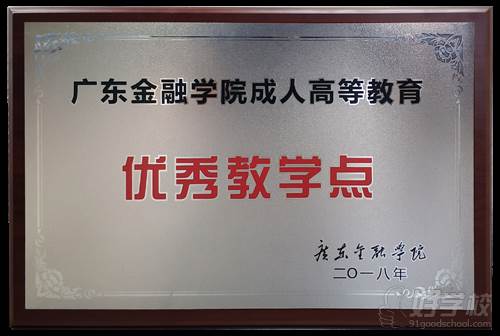 广东金融学院成人高等教育
优秀教学点
广东金融学院
二〇一八年
好学校
91goodschool.com